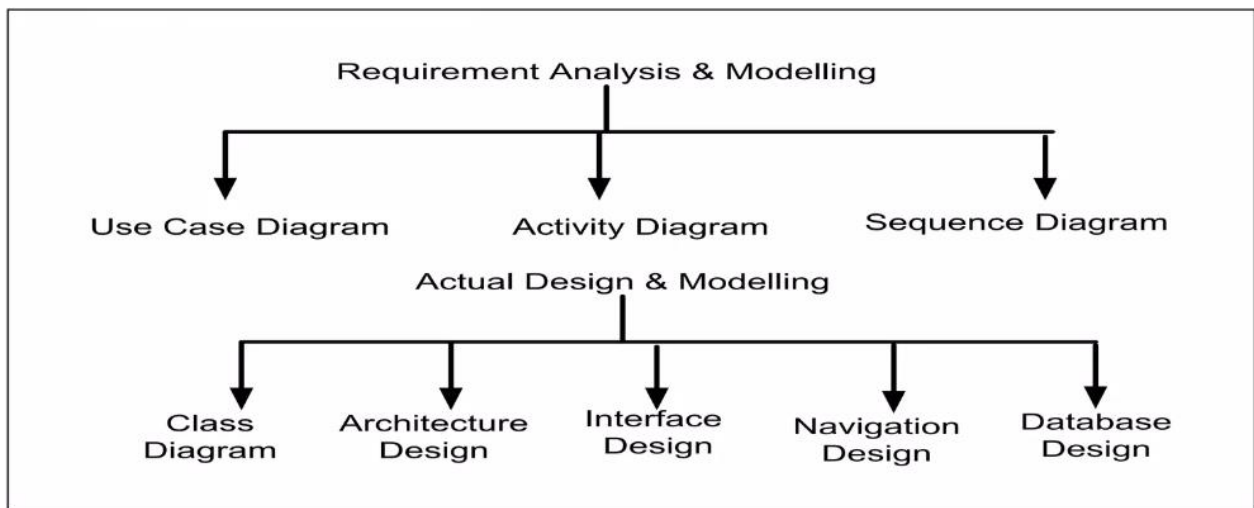 Requirement Analysis & Modelling
Use Case Diagram
Activity Diagram
Sequence Diagram
Actual Design & Modelling
Class
Diagram
Architecture
Design
Interface
Design
Navigation
Design
Database
Design